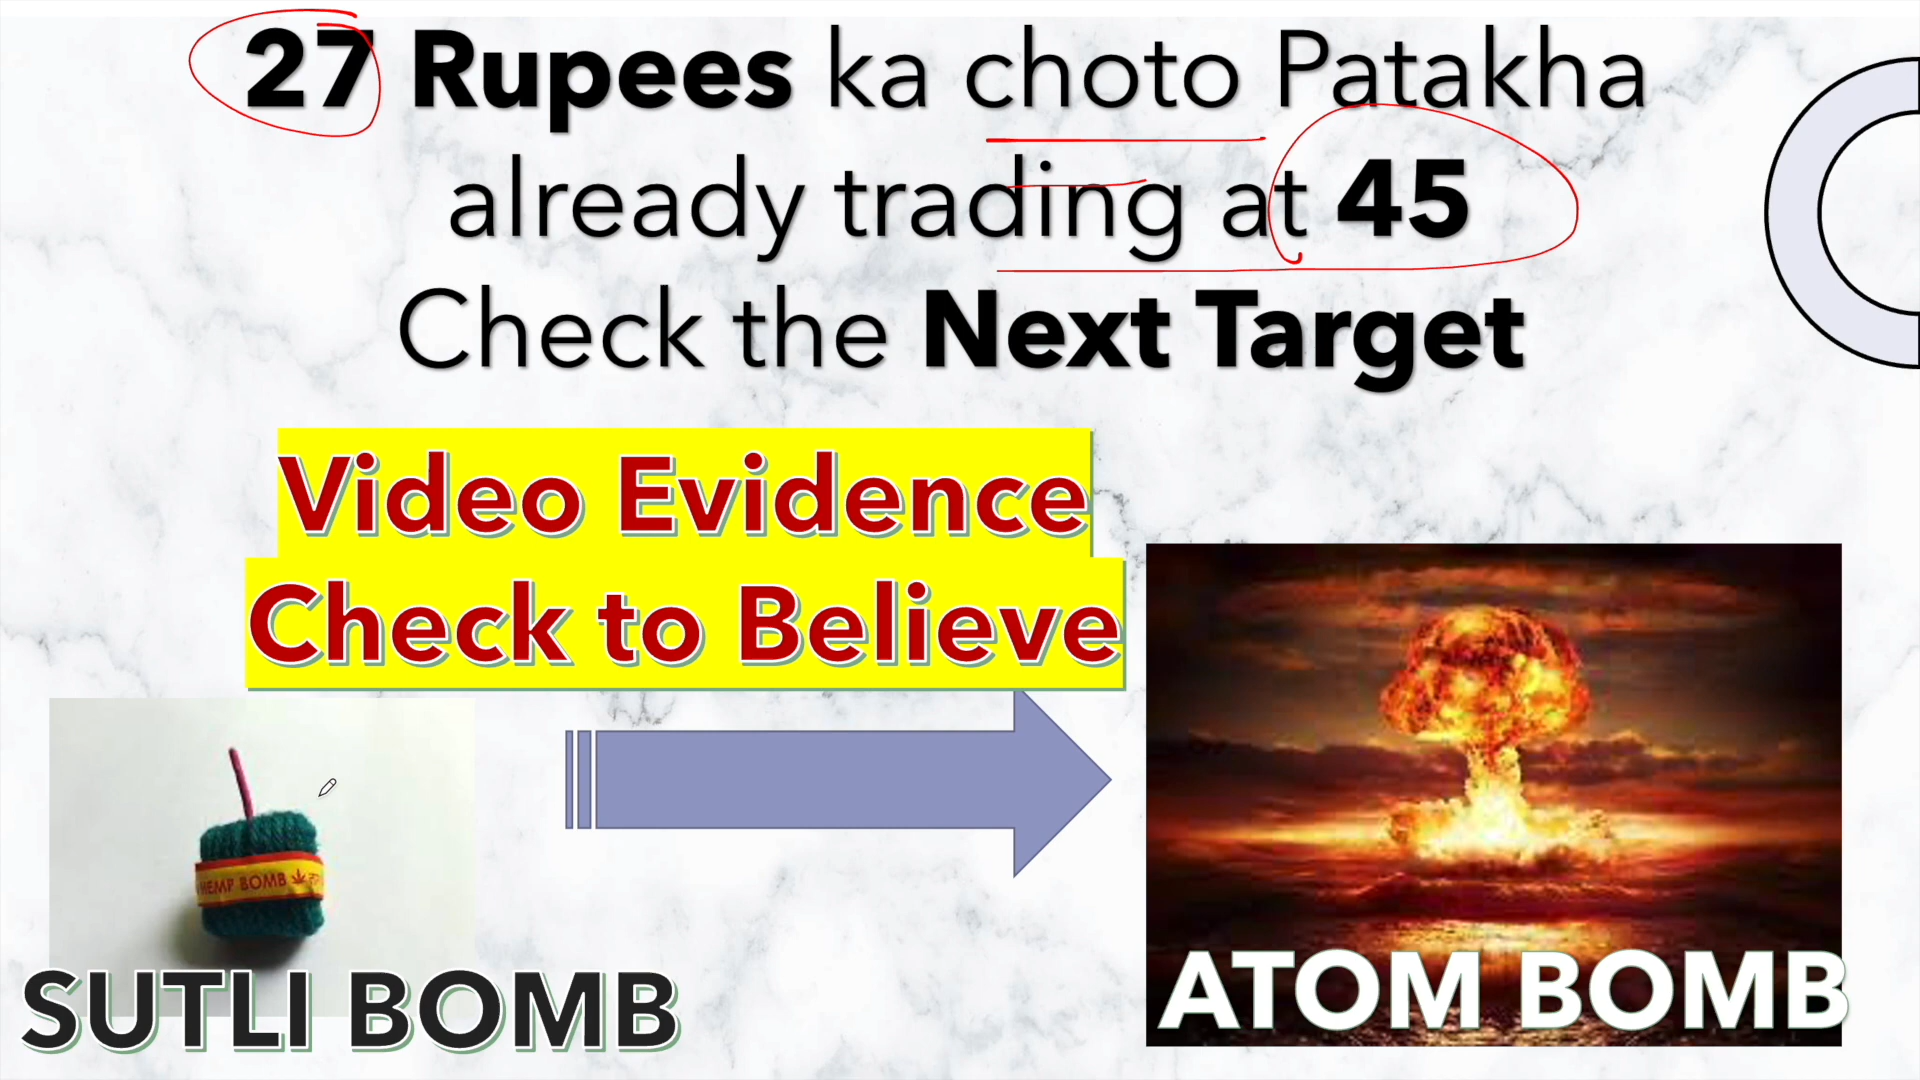 27 Rupees ka choto Patakha
already trading at 45
Check the Next Target
Video Evidence
Check to Believe
HEMP BOMB
SUTLI BOMB
ATOM BOMB